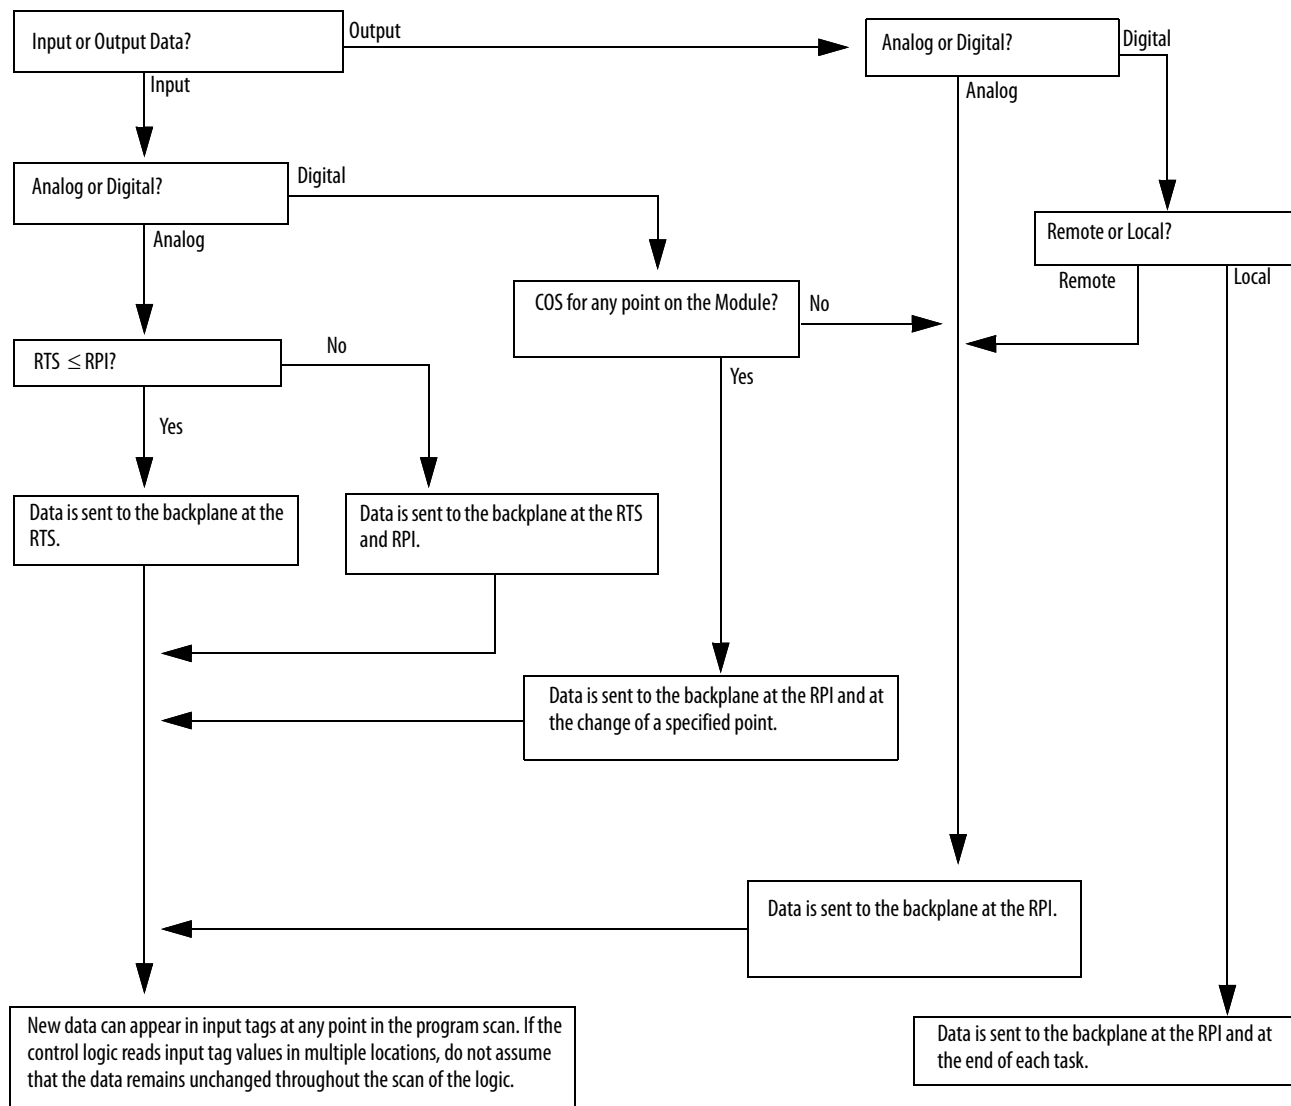 Input or Output Data?
Output
Analog or Digital?
Digital
Input
Analog
Analog or Digital?
Digital
Analog
Remote or Local?
Remote
Local
COS for any point on the Module?
No
Yes
RTS ≤ RPI?
No
Yes
Data is sent to the backplane at the
RTS.
Data is sent to the backplane at the RTS
and RPI.
Data is sent to the backplane at the RPI and at
the change of a specified point.
Data is sent to the backplane at the RPI.
New data can appear in input tags at any point in the program scan. If the
control logic reads input tag values in multiple locations, do not assume
that the data remains unchanged throughout the scan of the logic.
Data is sent to the backplane at the RPI and at
the end of each task.